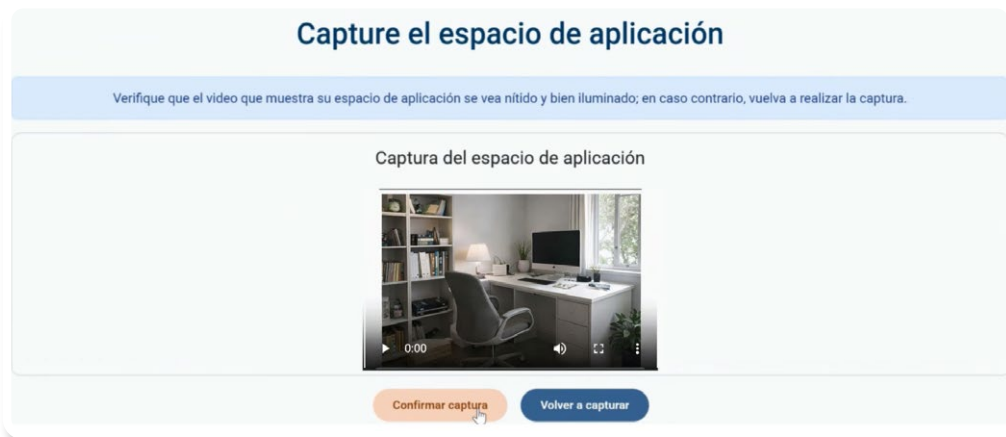 Capture el espacio de aplicación
Verifique que el video que muestra su espacio de aplicación se vea nítido y bien iluminado; en caso contrario, vuelva a realizar la captura.
Captura del espacio de aplicación
0:00
Confirmar captura
Volver a capturar